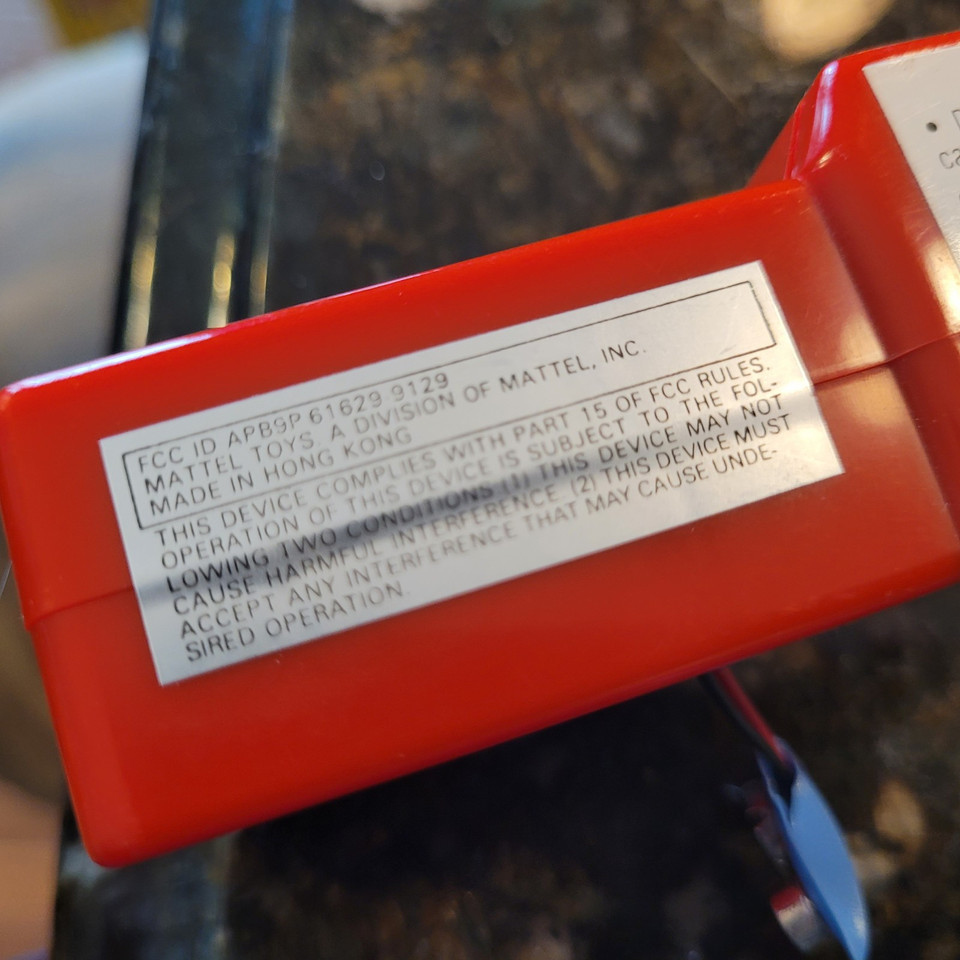 FCC ID APB9P 61629 9129
MATTEL TOYS, A DIVISION OF MATTEL, INC.
MADE IN HONG KONG
THIS DEVICE COMPLIES WITH PART 15 OF FCC RULES.
OPERATION OF THIS DEVICE IS SUBJECT TO THE FOL-
LOWING TWO CONDITIONS (1) THIS DEVICE MAY NOT
CAUSE HARMFUL INTERFERENCE. (2) THIS DEVICE MUST
ACCEPT ANY INTERFERENCE THAT MAY CAUSE UNDE-
SIRED OPERATION.